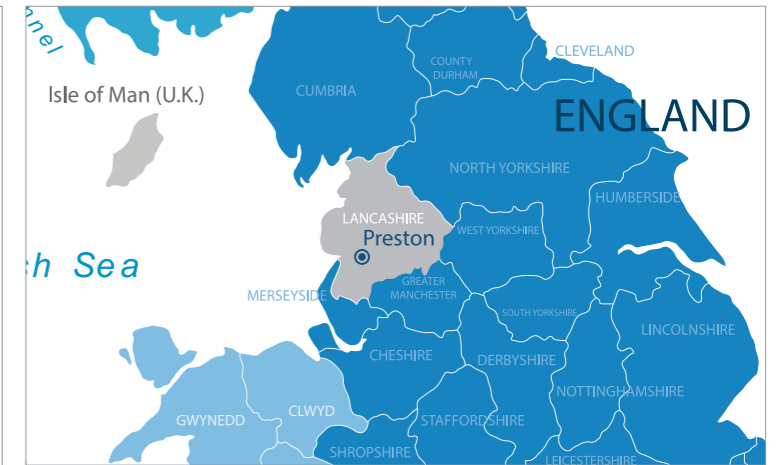 nnel
CLEVELAND
COUNTY
DURHAM
Isle of Man (U.K.)
CUMBRIA
ENGLAND
NORTH YORKSHIRE
HUMBERSIDE
LANCASHIRE
Preston
WEST YORKSHIRE
h Sea
MERSEYSIDE
GREATER
MANCHESTER
SOUTH YORKSHIRE
LINCOLNSHIRE
CHESHIRE
DERBYSHIRE
NOTTINGHAMSHIRE
GWYNEDD
CLWYD
STAFFORDSHIRE
SHROPSHIRE
LEICESTERSHIRE